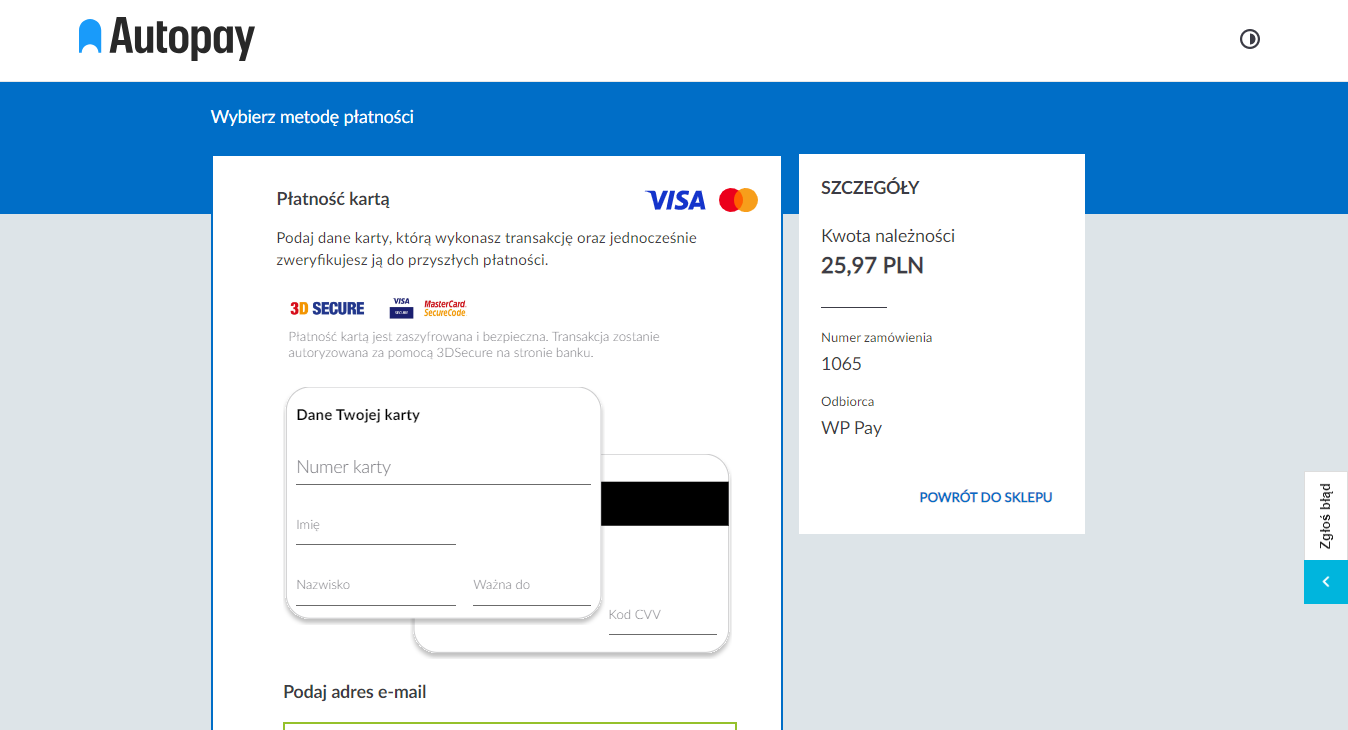 Autopay
Wybierz metodę płatności
Płatność kartą
VISA
Podaj dane karty, którą wykonasz transakcję oraz jednocześnie
zweryfikujesz ją do przyszłych płatności.
3D SECURE
VISA
SECURE
MasterCard.
SecureCode
Płatność kartą jest zaszyfrowana i bezpieczna. Transakcja zostanie
autoryzowana za pomocą 3DSecure na stronie banku.
Dane Twojej karty
Numer karty
Imię
Nazwisko
Ważna do
Kod CVV
Podaj adres e-mail
SZCZEGÓŁY
Kwota należności
25,97 PLN
Numer zamówienia
1065
Odbiorca
WP Pay
POWRÓT DO SKLEPU
Zgłoś błąd